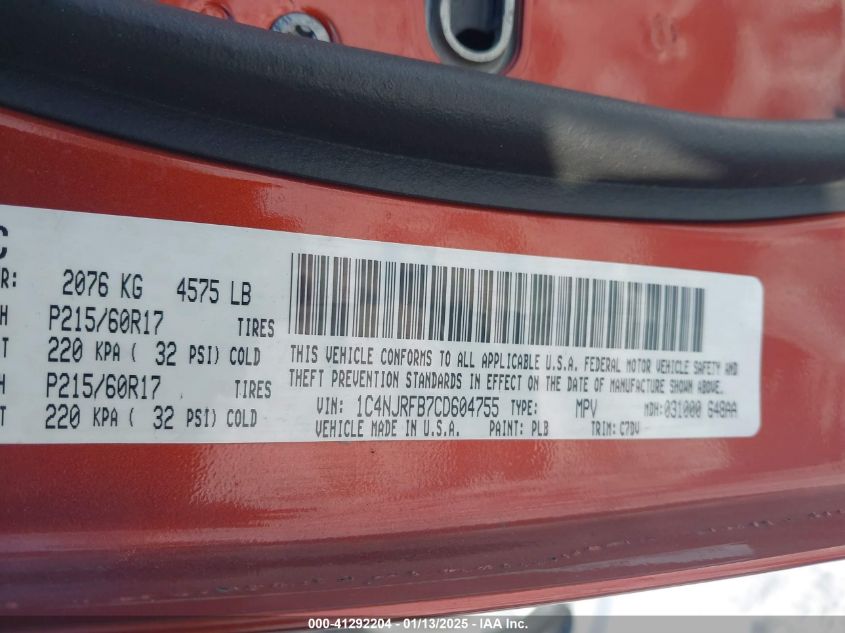 C
R: 2076 KG 4575 LB
H P215/60R17 TIRES
T 220 KPA ( 32 PSI) COLD
H P215/60R17 TIRES
T 220 KPA ( 32 PSI) COLD
THIS VEHICLE CONFORMS TO ALL APPLICABLE U.S.A. FEDERAL MOTOR VEHICLE SAFETY AND
THEFT PREVENTION STANDARDS IN EFFECT ON THE DATE OF MANUFACTURE SHOWN ABOVE.
VIN: 1C4NJRFB7CD604755 TYPE: MPV MDH:031000 648AA
VEHICLE MADE IN U.S.A. PAINT: PLB TRIM: C7DV
000-41292204 - 01/13/2025 - IAA Inc.